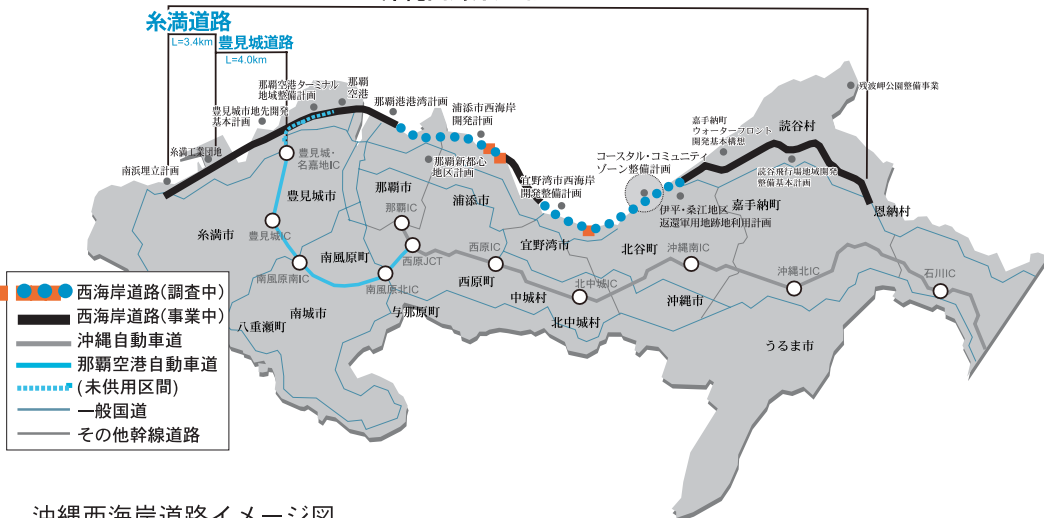 糸満道路
L=3.4km
豊見城道路
L=4.0km
那覇空港ターミナル
地域整備計画
那覇
空港
那覇港港湾計画
浦添市西海岸
開発計画
残波岬公園整備事業
豊見城市地先開発
基本計画
糸満工業団地
南浜埋立計画
豊見城・
名嘉地IC
那覇新都心
地区計画
コースタル・コミュニティ
ゾーン整備計画
嘉手納町
ウォーターフロント
開発基本構想
読谷村
読谷飛行場地域開発
整備基本計画
宜野湾市西海岸
開発整備計画
伊平・桑江地区
返還軍用地跡地利用計画
嘉手納町
恩納村
豊見城市
那覇市
浦添市
那覇IC
糸満市
豊見城IC
南風原町
西原JCT
西原IC
宜野湾市
北谷町
沖縄南IC
南風原南IC
南風原北IC
西原町
中城村
北中城IC
沖縄市
沖縄北IC
石川IC
南城市
八重瀬町
与那原町
北中城村
うるま市
西海岸道路(調査中)
西海岸道路(事業中)
沖縄自動車道
那覇空港自動車道
(未供用区間)
一般国道
その他幹線道路
沖縄西海岸道路イメージ図